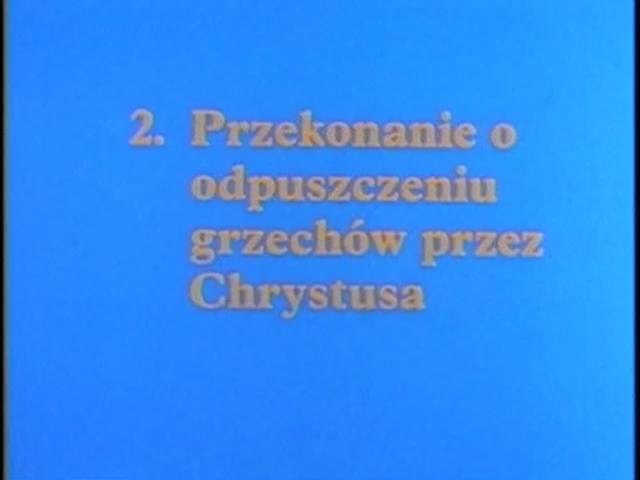 2. Przekonanie o
odpuszczeniu
grzechów przez
Chrystusa